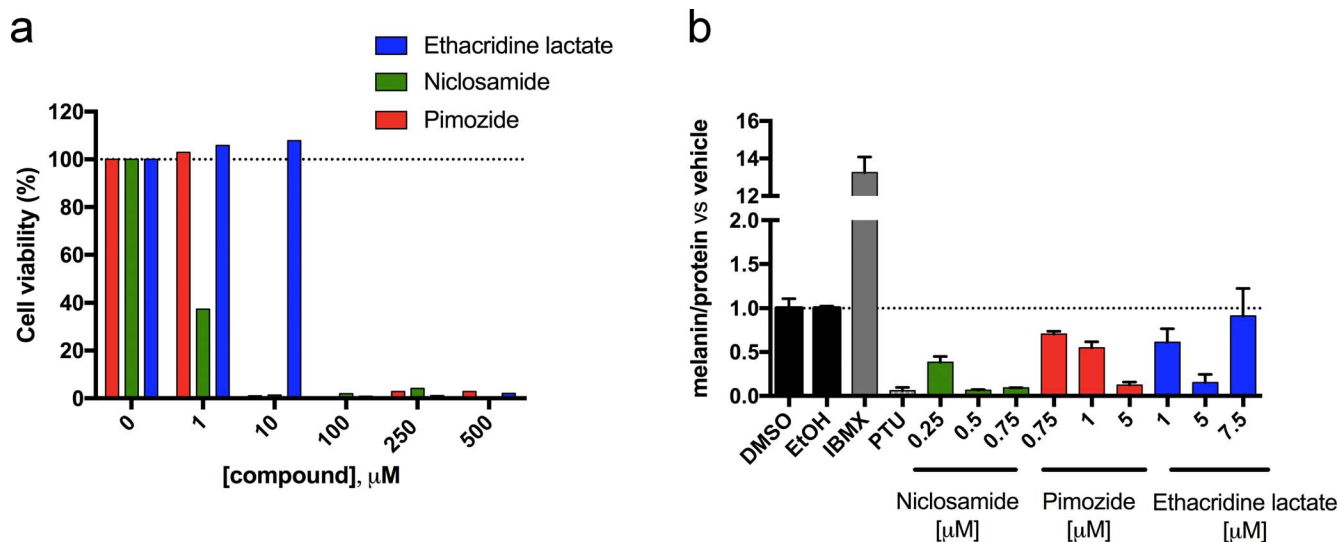 a
Ethacridine lactate
Niclosamide
Pimozide
Cell viability (%)
120
100
80
60
40
20
0
0 1 10 100 250 500
[compound], μM
b
melanin/protein vs vehicle
16
14
12
2.0
1.5
1.0
0.5
0.0
DMSO EtOH IBMX PTU 0.25 0.5 0.75 0.75 1 5 1 5 7.5
Niclosamide Pimozide Ethacridine lactate
[μM] [μM] [μM]